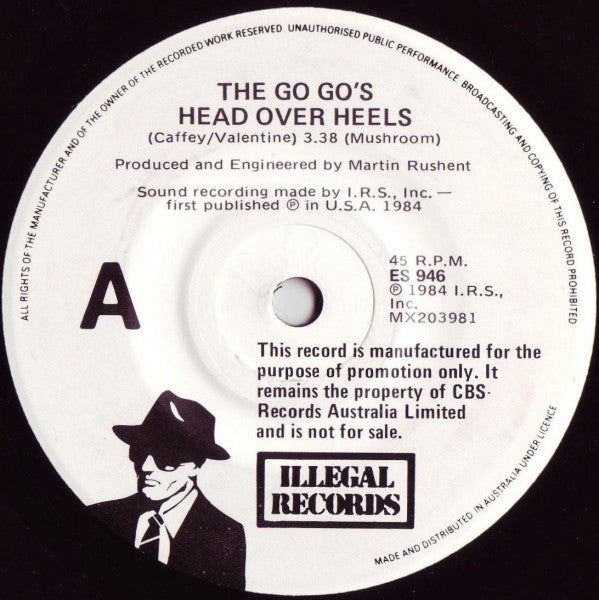 ALL RIGHTS OF THE MANUFACTURER AND OF THE OWNER OF THE RECORDED WORK RESERVED UNAUTHORISED PUBLIC PERFORMANCE BROADCASTING AND COPYING OF THIS RECORD PROHIBITED
THE GO GO'S
HEAD OVER HEELS
(Caffey/Valentine) 3.38 (Mushroom)
Produced and Engineered by Martin Rushent
Sound recording made by I.R.S., Inc. —
first published ℗ in U.S.A. 1984
A
45 R.P.M.
ES 946
℗ 1984 I.R.S.,
Inc.
MX203981
This record is manufactured for the
purpose of promotion only. It
remains the property of CBS-
Records Australia Limited
and is not for sale.
ILLEGAL
RECORDS
MADE AND DISTRIBUTED IN AUSTRALIA UNDER LICENCE